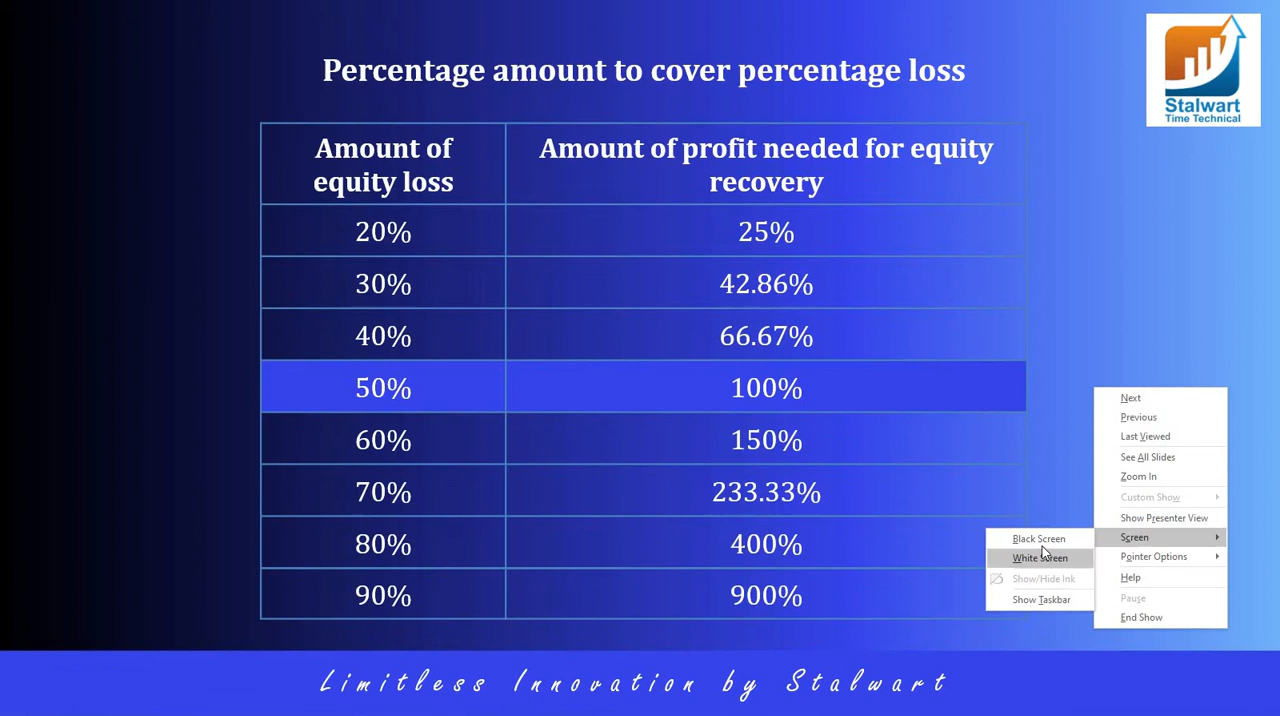 Percentage amount to cover percentage loss
Stalwart
Time Technical
Amount of equity loss
Amount of profit needed for equity recovery
20% 25%
30% 42.86%
40% 66.67%
50% 100%
60% 150%
70% 233.33%
80% 400%
90% 900%
Next
Previous
Last Viewed
See All Slides
Zoom In
Custom Show
Show Presenter View
Screen
Pointer Options
Help
Pause
End Show
Black Screen
White Screen
Show/Hide Ink
Show Taskbar
Limitless Innovation by Stalwart